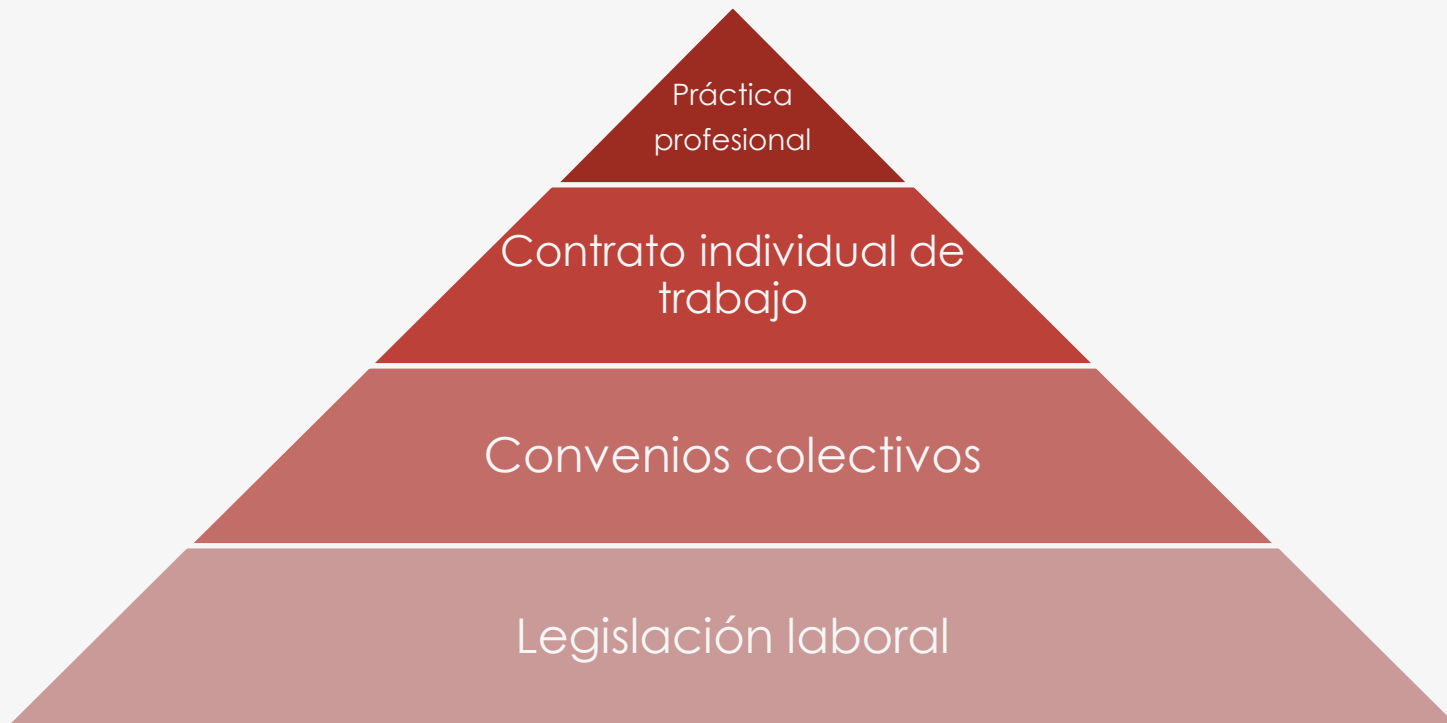 Práctica
profesional
Contrato individual de
trabajo
Convenios colectivos
Legislación laboral